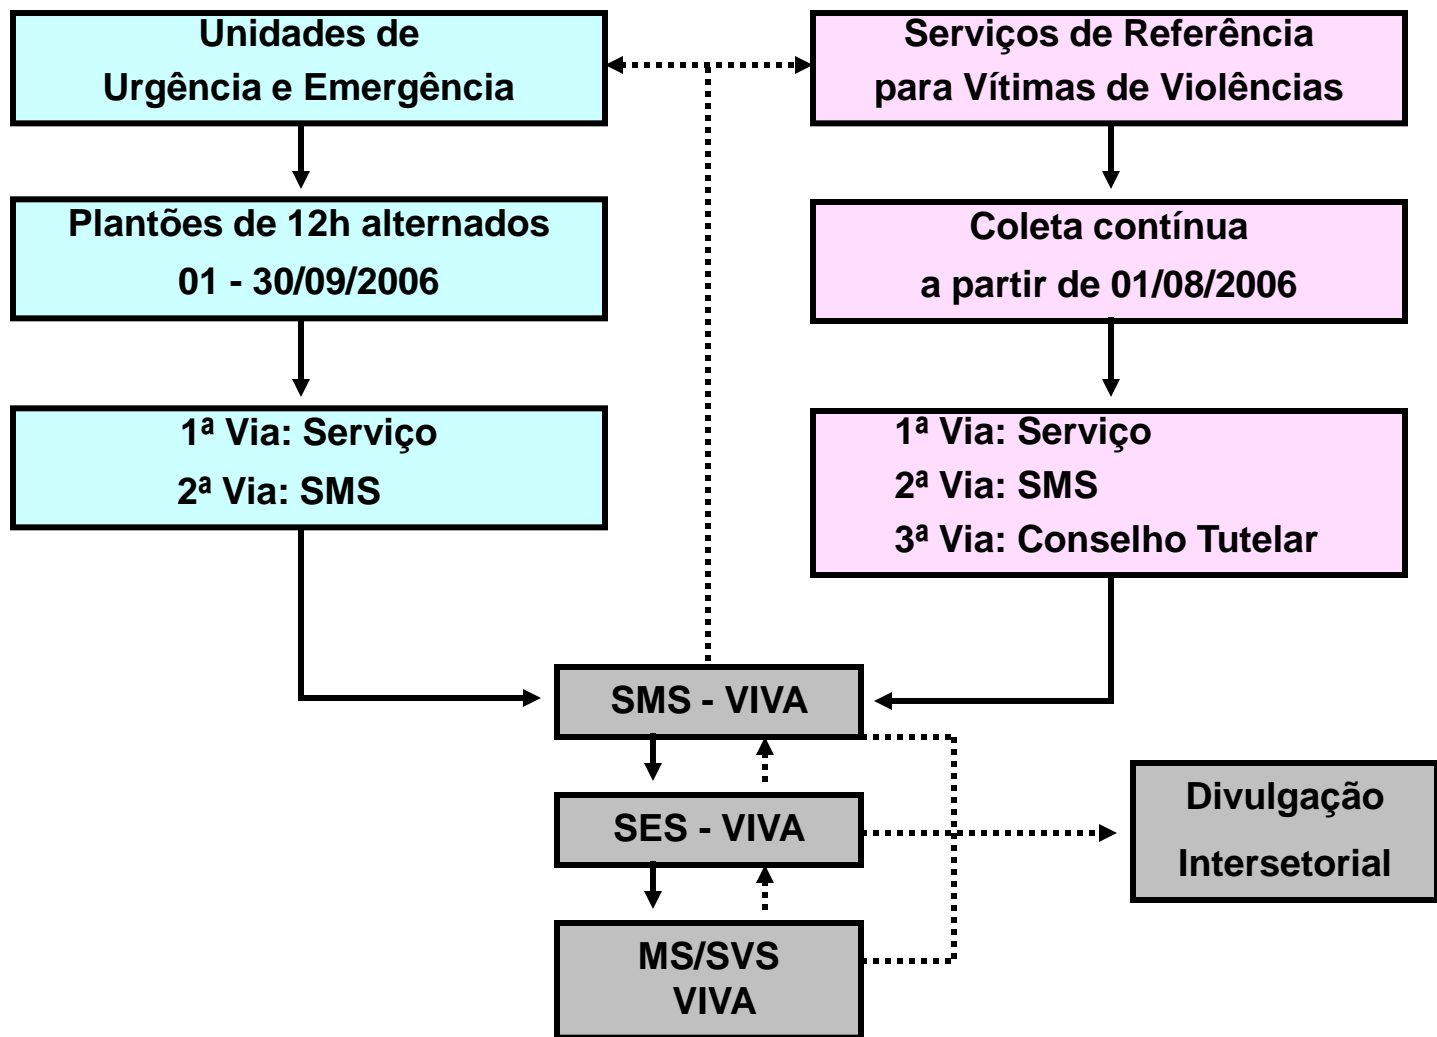 Unidades de
Urgência e Emergência
Serviços de Referência
para Vítimas de Violências
Plantões de 12h alternados
01 - 30/09/2006
Coleta contínua
a partir de 01/08/2006
1ª Via: Serviço
2ª Via: SMS
1ª Via: Serviço
2ª Via: SMS
3ª Via: Conselho Tutelar
SMS - VIVA
SES - VIVA
MS/SVS
VIVA
Divulgação
Intersetorial